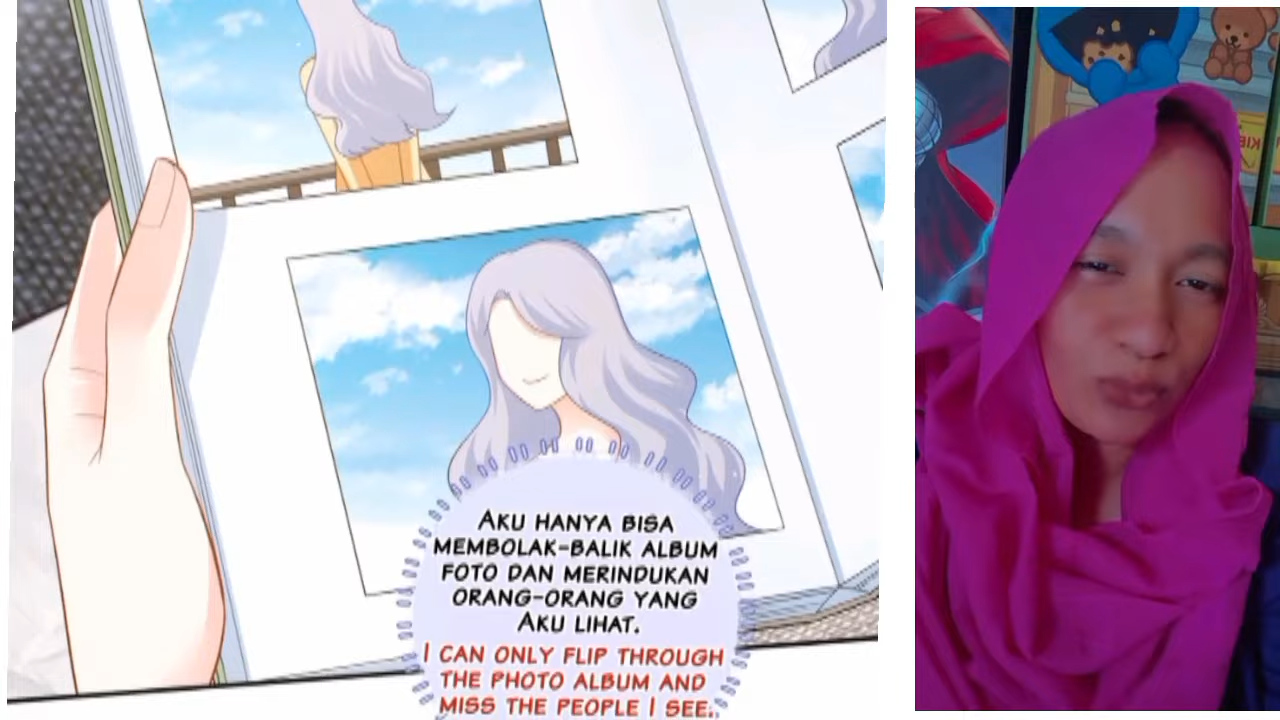 AKU HANYA BISA
MEMBOLAK-BALIK ALBUM
FOTO DAN MERINDUKAN
ORANG-ORANG YANG
AKU LIHAT.
I CAN ONLY FLIP THROUGH
THE PHOTO ALBUM AND
MISS THE PEOPLE I SEE.